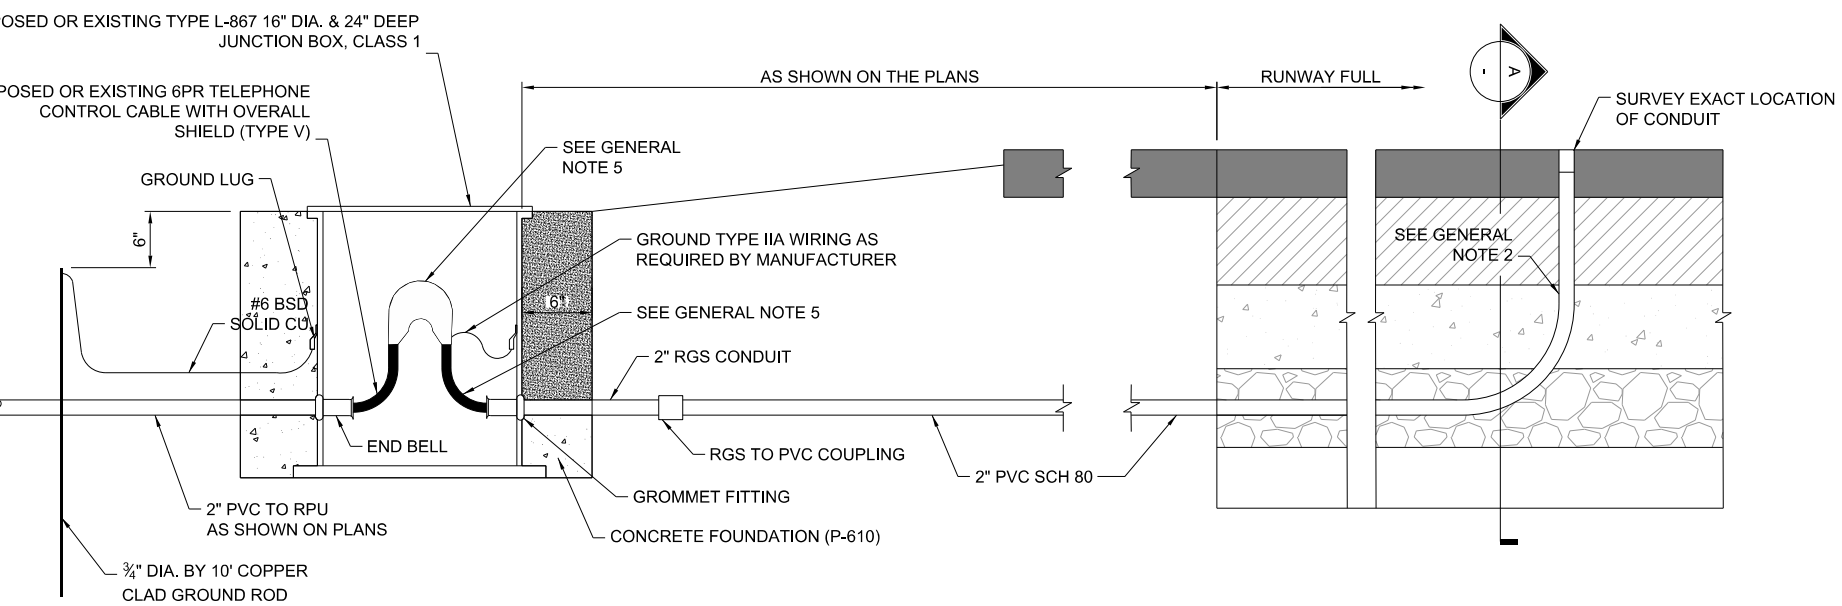 POSED OR EXISTING TYPE L-867 16" DIA. & 24" DEEP
JUNCTION BOX, CLASS 1
POSED OR EXISTING 6PR TELEPHONE
CONTROL CABLE WITH OVERALL
SHIELD (TYPE V)
GROUND LUG
6"
#6 BSD
SOLID CU
SEE GENERAL
NOTE 5
AS SHOWN ON THE PLANS
RUNWAY FULL
A
-
SURVEY EXACT LOCATION
OF CONDUIT
GROUND TYPE IIA WIRING AS
REQUIRED BY MANUFACTURER
6"
SEE GENERAL NOTE 5
2" RGS CONDUIT
SEE GENERAL
NOTE 2
END BELL
RGS TO PVC COUPLING
2" PVC SCH 80
GROMMET FITTING
2" PVC TO RPU
AS SHOWN ON PLANS
CONCRETE FOUNDATION (P-610)
¾" DIA. BY 10' COPPER
CLAD GROUND ROD